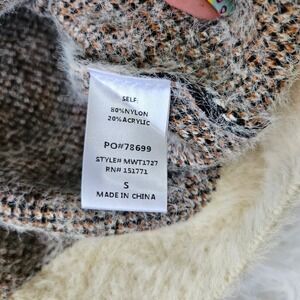 SELF:
80%NYLON
20%ACRYLIC
PO#78699
STYLE# MWT1727
RN# 151771
S
MADE IN CHINA